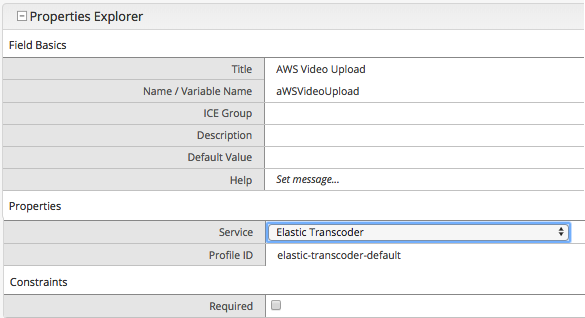 Properties Explorer
Field Basics
Title AWS Video Upload
Name / Variable Name aWSVideoUpload
ICE Group
Description
Default Value
Help Set message...
Properties
Service Elastic Transcoder
Profile ID elastic-transcoder-default
Constraints
Required